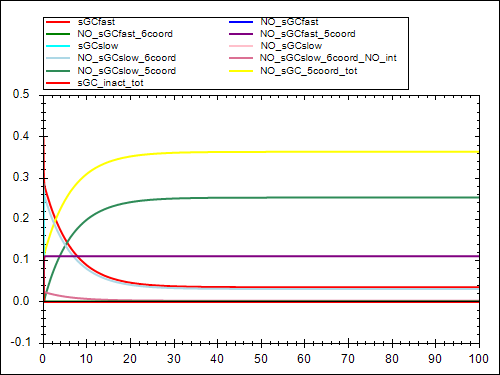 sGCfast NO_sGCfast
NO_sGCfast_6coord NO_sGCfast_5coord
sGCslow NO_sGCslow
NO_sGCslow_6coord NO_sGCslow_6coord_NO_int
NO_sGCslow_5coord NO_sGC_5coord_tot
sGC_inact_tot
0.5
0.4
0.3
0.2
0.1
0.0
-0.1
0 10 20 30 40 50 60 70 80 90 100